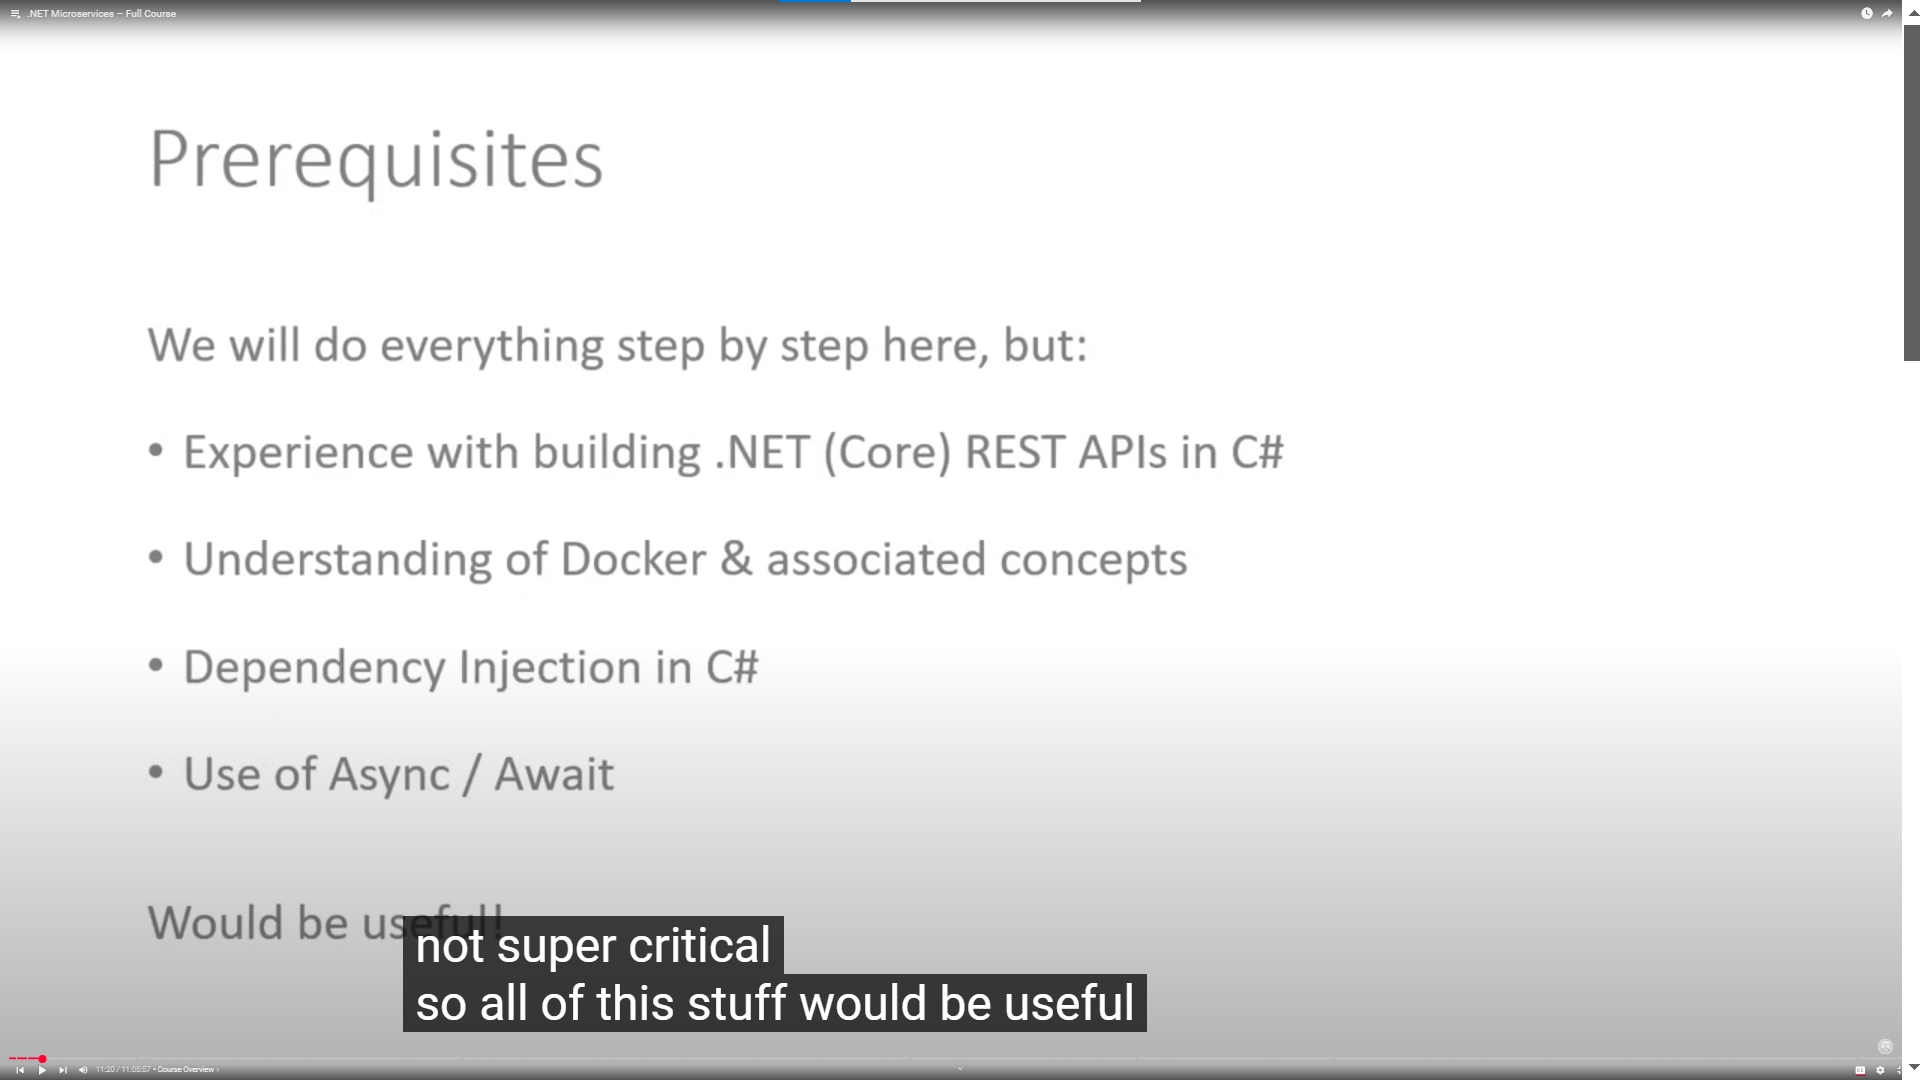 .NET Microservices – Full Course
Prerequisites
We will do everything step by step here, but:
• Experience with building .NET (Core) REST APIs in C#
• Understanding of Docker & associated concepts
• Dependency Injection in C#
• Use of Async / Await
Would be useful!
not super critical
so all of this stuff would be useful
11:20 / 11:05:57 • Course Overview ›